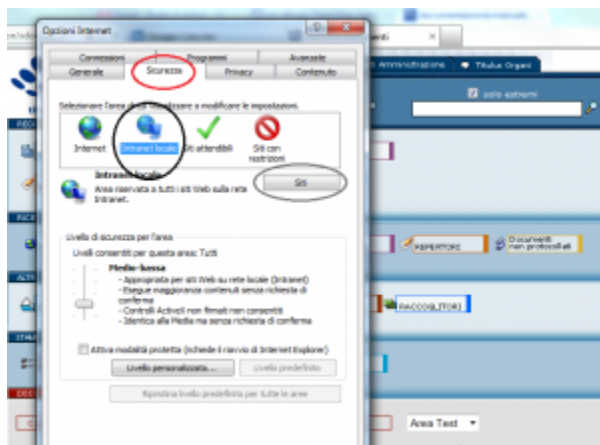 Opzioni Internet
Connessioni Programmi Avanzate
Generale Sicurezza Privacy Contenuto
Selezionare l'area di cui visualizzare o modificare le impostazioni.
Internet Intranet locale Siti attendibili Siti con restrizioni
Intranet locale
Area riservata a tutti i siti Web sulla rete Intranet.
Siti
Livello di sicurezza per l'area
Livelli consentiti per questa area: Tutti
Medio-bassa
- Appropriata per siti Web su rete locale (Intranet)
- Esegue maggioranza contenuti senza richiesta di
conferma
- Controlli ActiveX non firmati non consentiti
- Identica alla Media ma senza richiesta di conferma
Attiva modalità protetta (richiede il riavvio di Internet Explorer)
Livello personalizzato... Livello predefinito
Ripristina livello predefinito per tutte le aree
Amministrazione Titulus Organi
solo estremi
REPERTORI
Documenti
non protocollati
RACCOGLITORI
Area Test